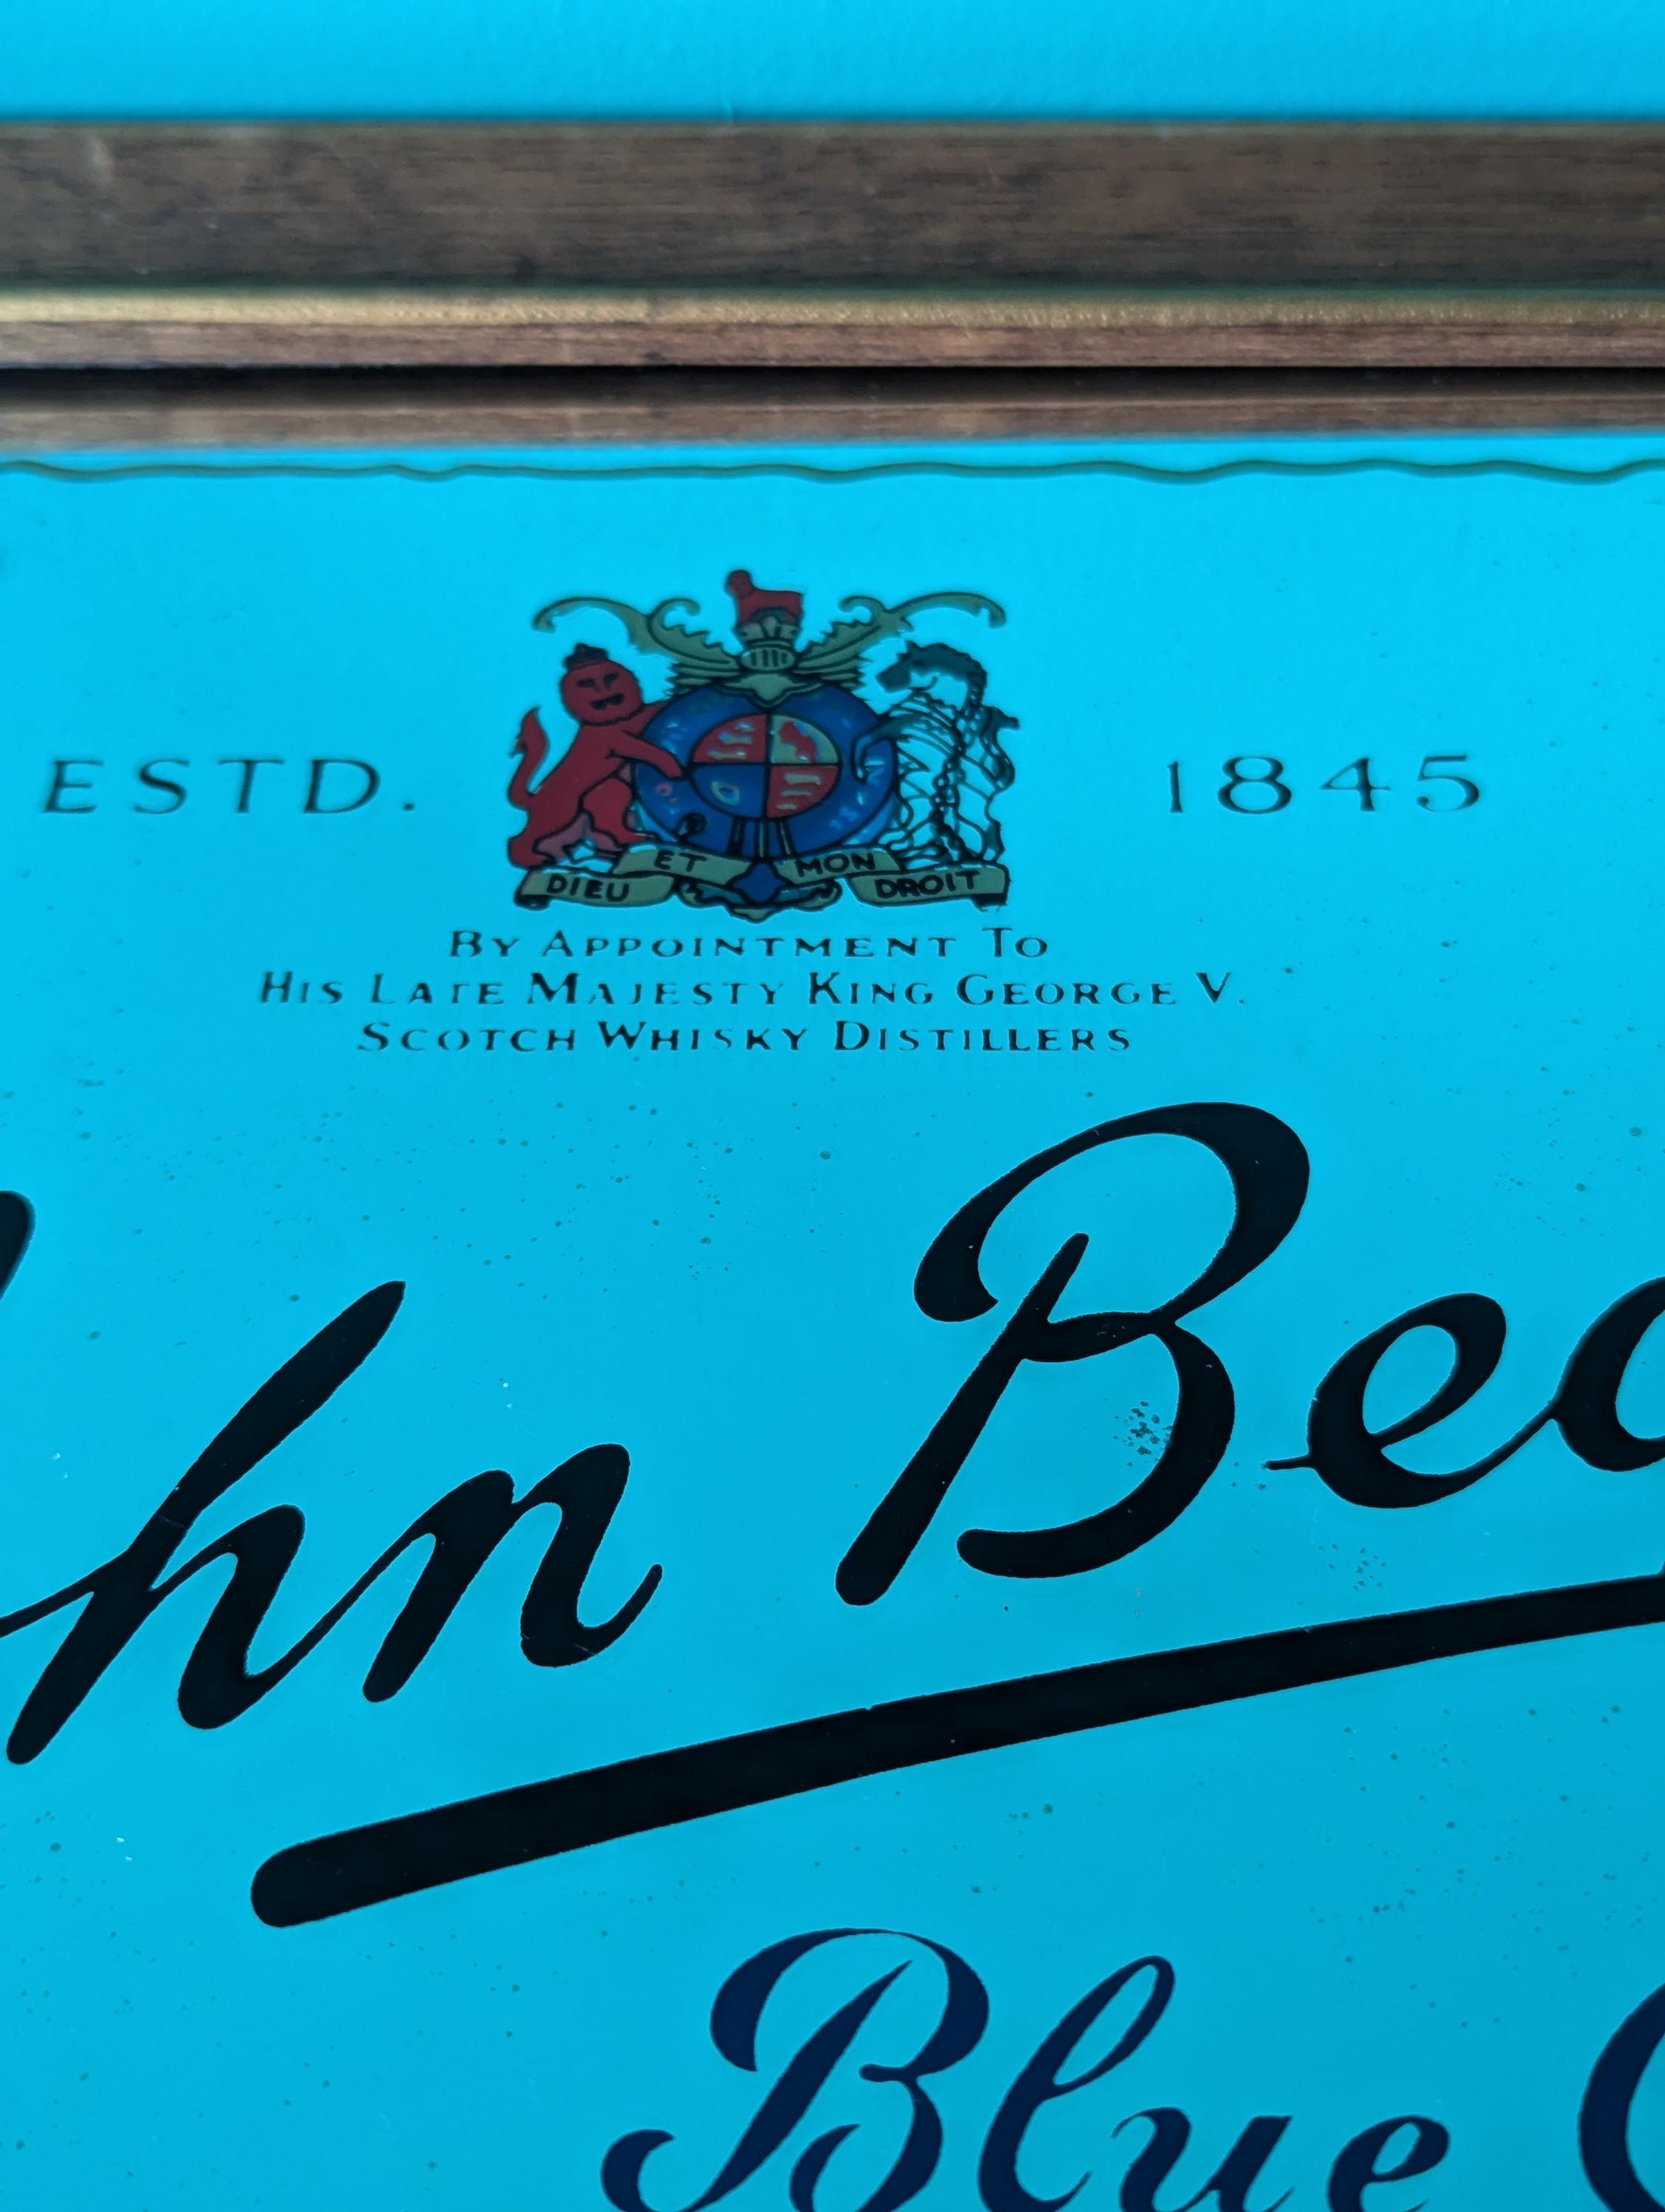 ESTD. 1845
ET MON
DIEU DROIT
BY APPOINTMENT TO
HIS LATE MAJESTY KING GEORGE V.
SCOTCH WHISKY DISTILLERS
hn Be
Blue